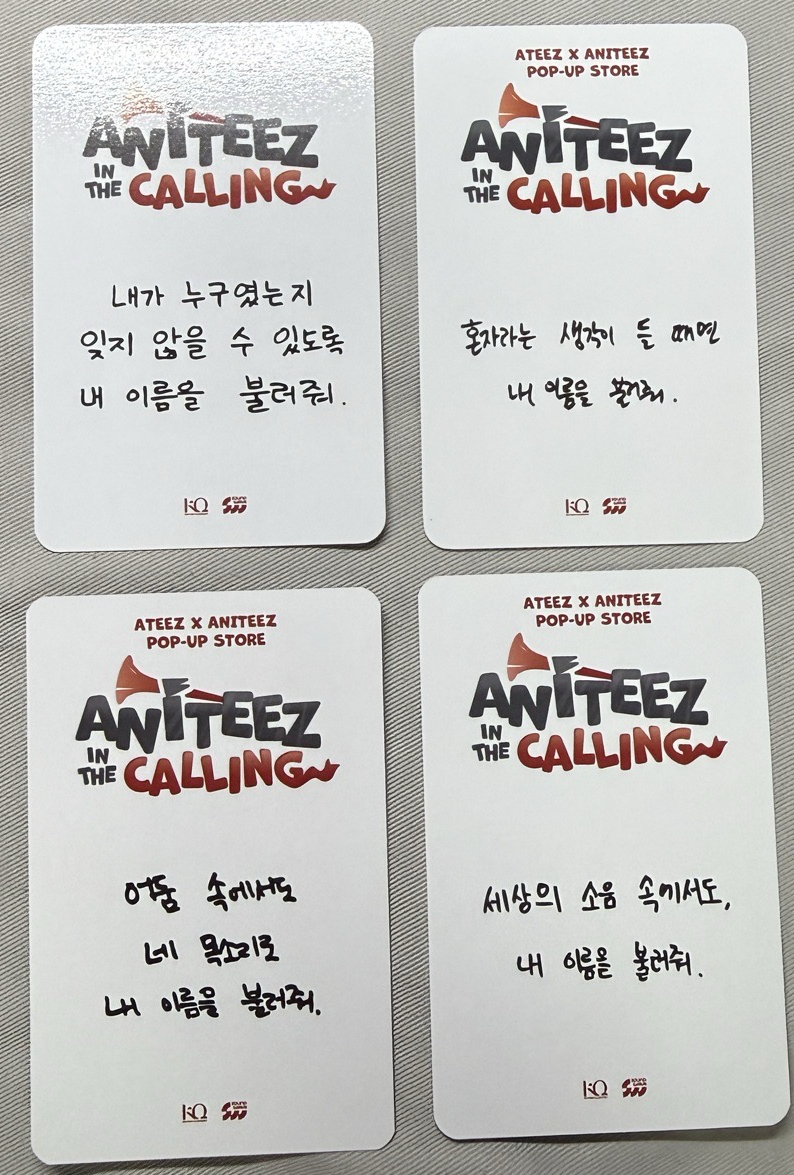 ANITEEZ
IN
THE CALLING
내가 누구였는지
잊지 않을 수 있도록
내 이름을 불러줘.
KQ
ATEEZ X ANITEEZ
POP-UP STORE
ANITEEZ
IN
THE CALLING
혼자라는 생각이 들 때면
내 이름을 불러줘.
KQ
ATEEZ X ANITEEZ
POP-UP STORE
ANITEEZ
IN
THE CALLING
어둠 속에서도
네 목소리로
내 이름을 불러줘.
KQ
ATEEZ X ANITEEZ
POP-UP STORE
ANITEEZ
IN
THE CALLING
세상의 소음 속에서도,
내 이름을 불러줘.
KQ